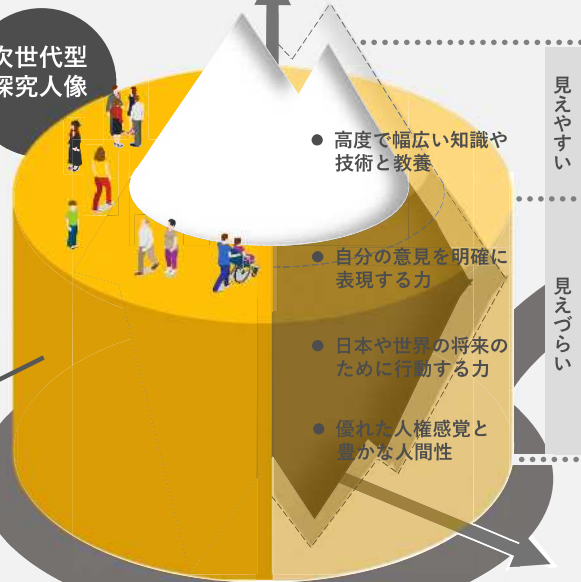 次世代型
探究人像
見えやすい
● 高度で幅広い知識や
技術と教養
● 自分の意見を明確に
表現する力
見えづらい
● 日本や世界の将来の
ために行動する力
● 優れた人権感覚と
豊かな人間性